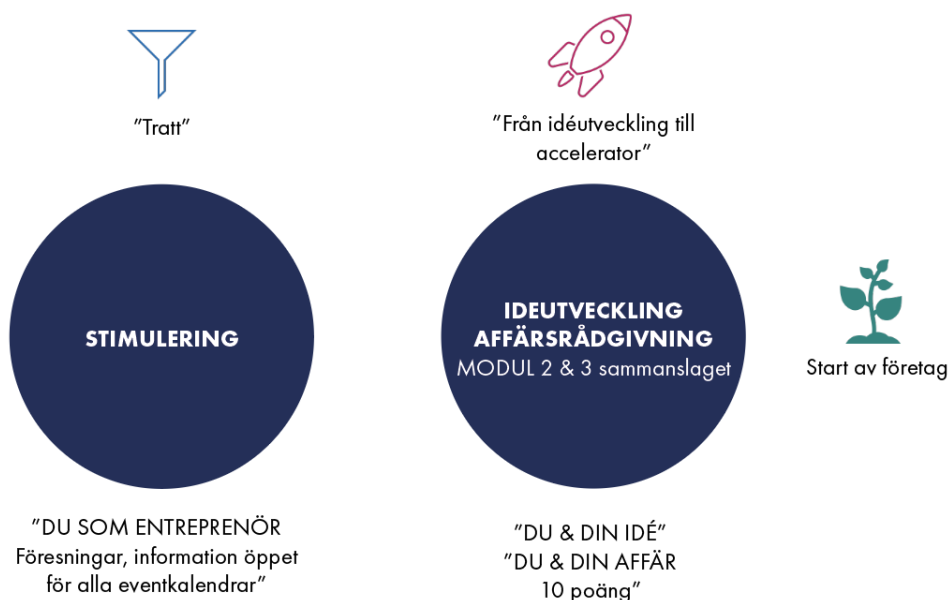 ”Tratt”
”Från idéutveckling till
accelerator”
STIMULERING
IDEUTVECKLING
AFFÄRSRÅDGIVNING
MODUL 2 & 3 sammanslaget
Start av företag
”DU SOM ENTREPRENÖR
Föresningar, information öppet
för alla eventkalendrar”
”DU & DIN IDÉ”
”DU & DIN AFFÄR
10 poäng”